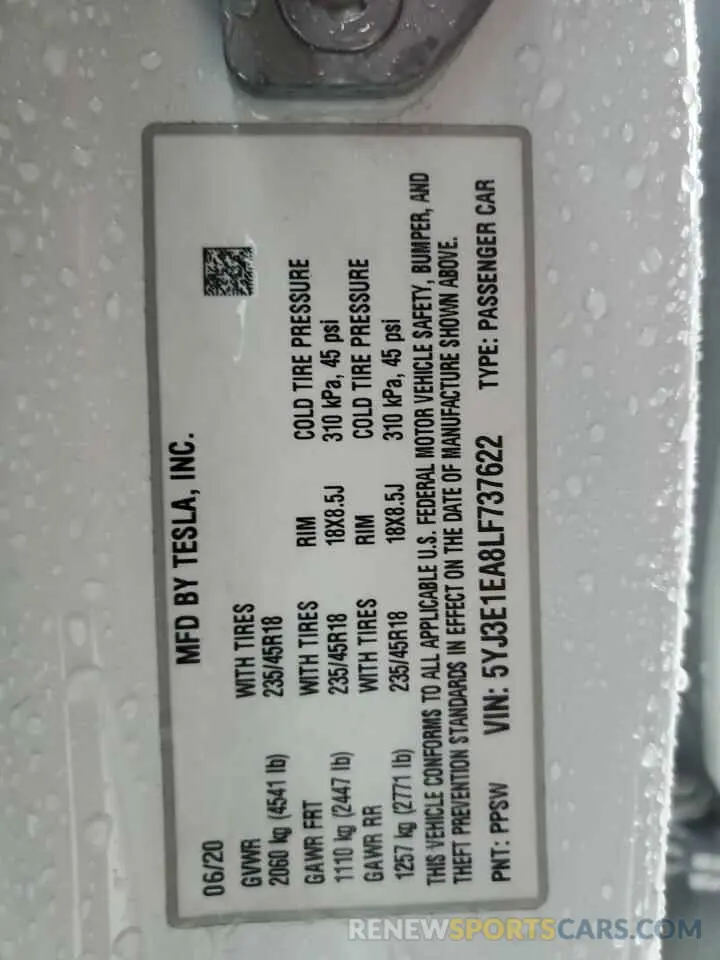 MFD BY TESLA, INC.
06/20
GVWR WITH TIRES
2060 kg (4541 lb) 235/45R18
GAWR FRT WITH TIRES RIM COLD TIRE PRESSURE
1110 kg (2447 lb) 235/45R18 18X8.5J 310 kPa, 45 psi
GAWR RR WITH TIRES RIM COLD TIRE PRESSURE
1257 kg (2771 lb) 235/45R18 18X8.5J 310 kPa, 45 psi
THIS VEHICLE CONFORMS TO ALL APPLICABLE U.S. FEDERAL MOTOR VEHICLE SAFETY, BUMPER, AND
THEFT PREVENTION STANDARDS IN EFFECT ON THE DATE OF MANUFACTURE SHOWN ABOVE.
PNT: PPSW VIN: 5YJ3E1EA8LF737622 TYPE: PASSENGER CAR
RENEWSPORTSCARS.COM